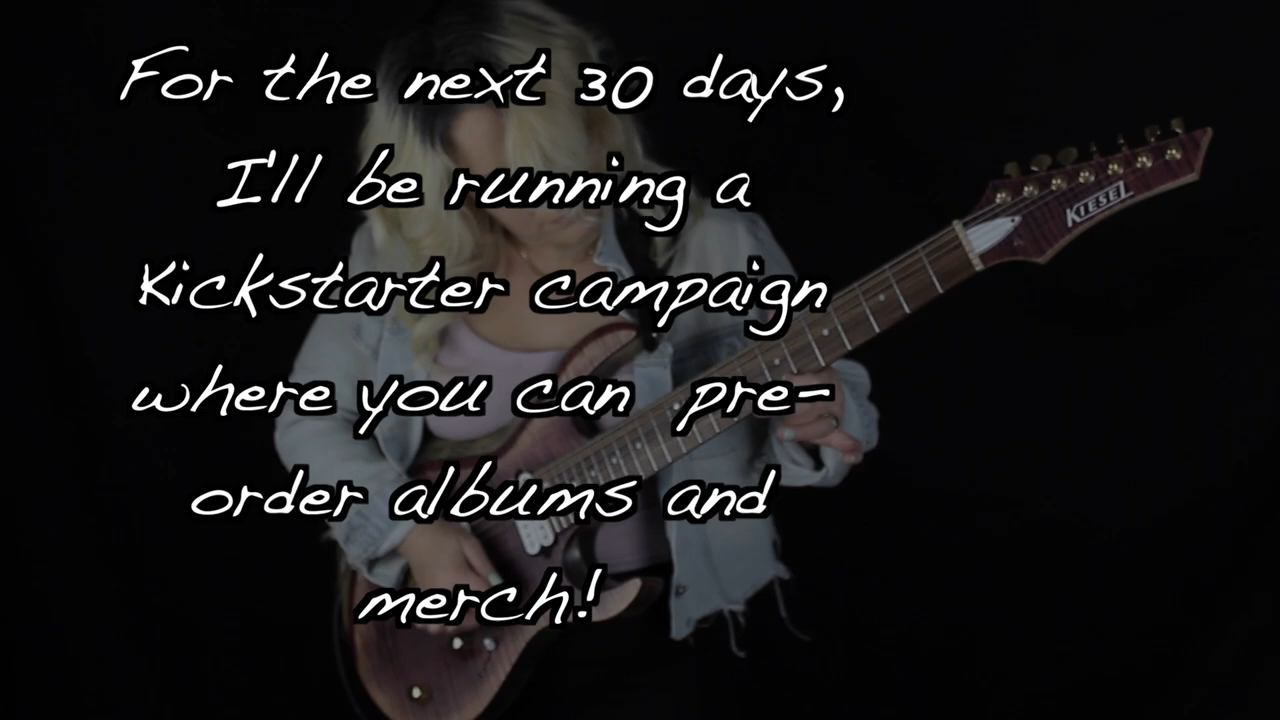 For the next 30 days,
I'll be running a
Kickstarter campaign
where you can pre-
order albums and
merch!
KIESEL